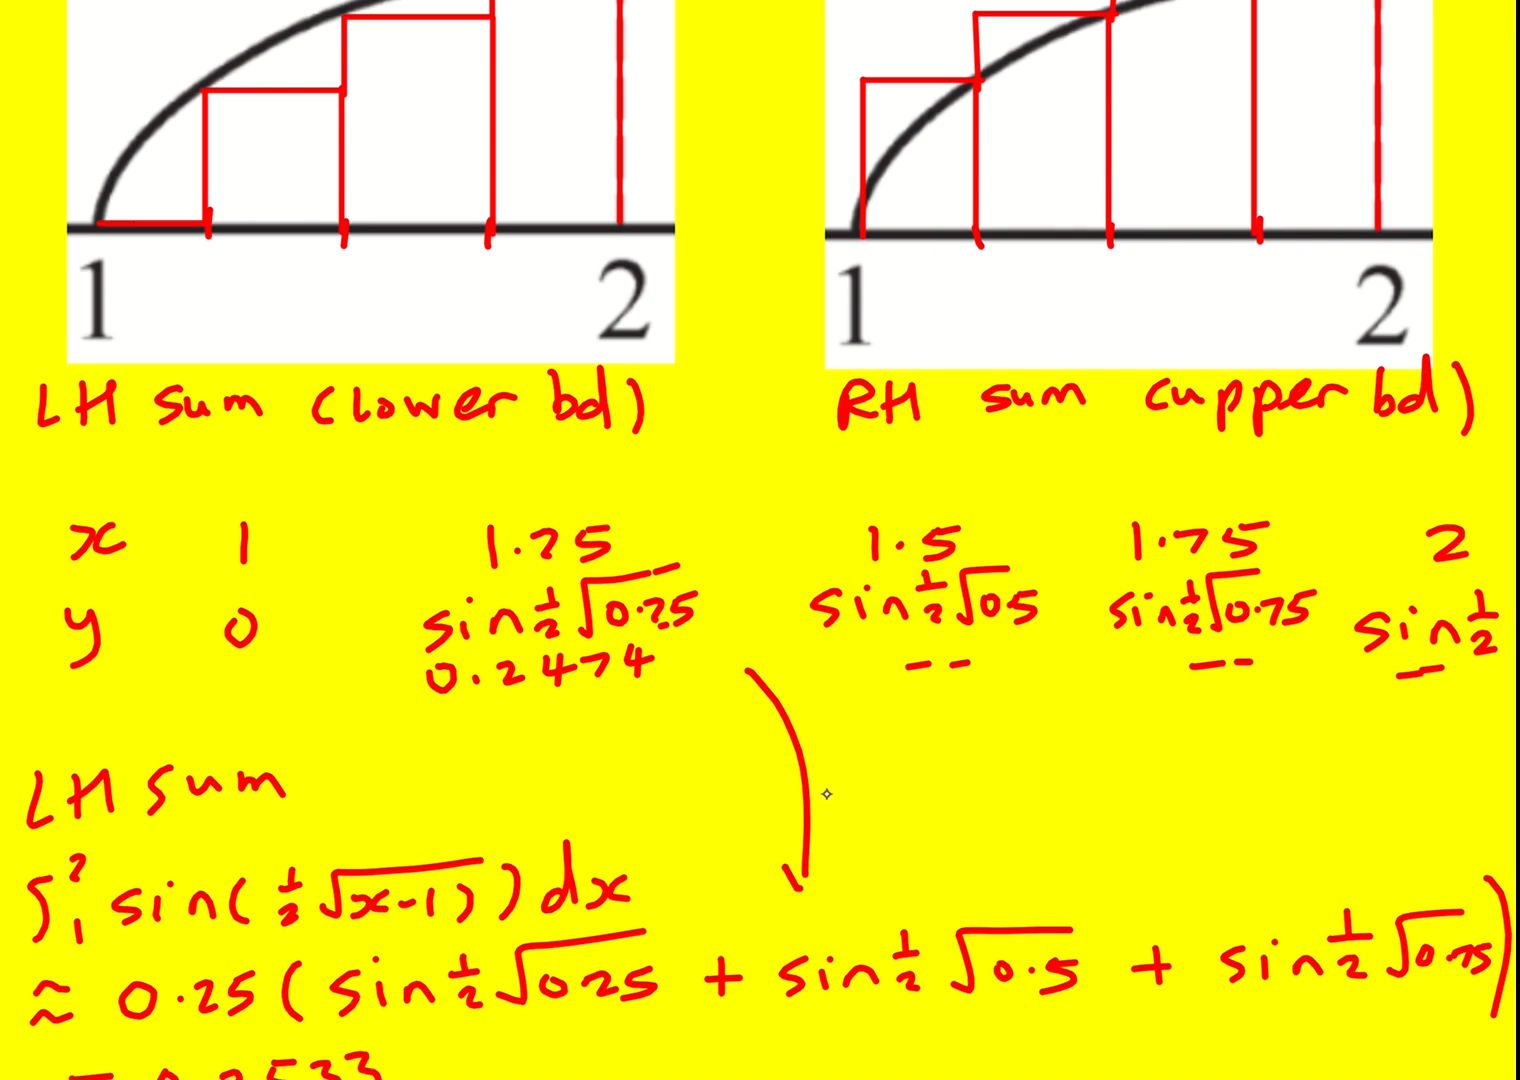 1 2 1 2
LH sum (lower bd) RH sum (upper bd)
x 1 1.25 1.5 1.75 2
y 0 sin½√0.25 sin½√0.5 sin½√0.75 sin½
0.2474 -- -- --
LH sum
∫₁² sin(½√(x-1))dx
≈ 0.25(sin½√0.25 + sin½√0.5 + sin½√0.75)